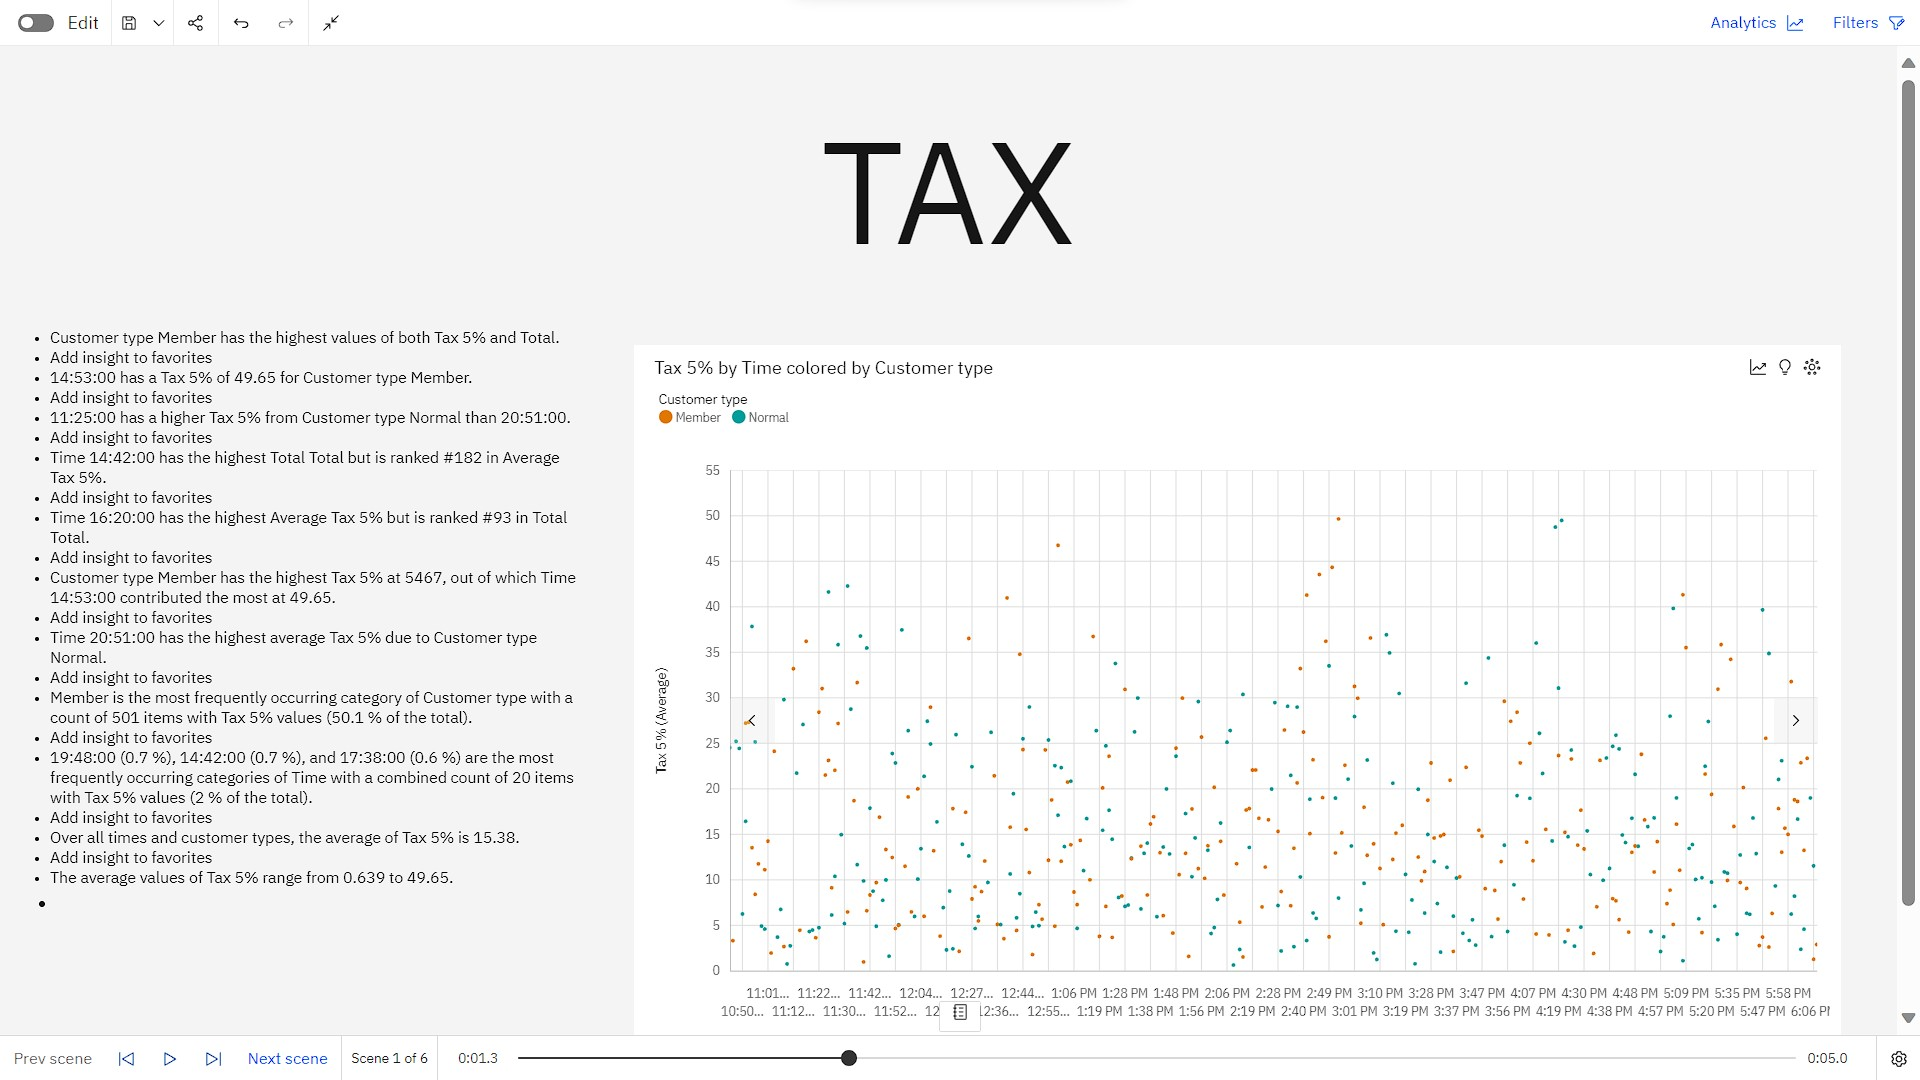 Edit
Analytics
Filters
TAX
• Customer type Member has the highest values of both Tax 5% and Total.
• Add insight to favorites
• 14:53:00 has a Tax 5% of 49.65 for Customer type Member.
• Add insight to favorites
• 11:25:00 has a higher Tax 5% from Customer type Normal than 20:51:00.
• Add insight to favorites
• Time 14:42:00 has the highest Total Total but is ranked #182 in Average
Tax 5%.
• Add insight to favorites
• Time 16:20:00 has the highest Average Tax 5% but is ranked #93 in Total
Total.
• Add insight to favorites
• Customer type Member has the highest Tax 5% at 5467, out of which Time
14:53:00 contributed the most at 49.65.
• Add insight to favorites
• Time 20:51:00 has the highest average Tax 5% due to Customer type
Normal.
• Add insight to favorites
• Member is the most frequently occurring category of Customer type with a
count of 501 items with Tax 5% values (50.1 % of the total).
• Add insight to favorites
• 19:48:00 (0.7 %), 14:42:00 (0.7 %), and 17:38:00 (0.6 %) are the most
frequently occurring categories of Time with a combined count of 20 items
with Tax 5% values (2 % of the total).
• Add insight to favorites
• Over all times and customer types, the average of Tax 5% is 15.38.
• Add insight to favorites
• The average values of Tax 5% range from 0.639 to 49.65.
•
Tax 5% by Time colored by Customer type
Customer type
Member Normal
Tax 5% (Average)
55
50
45
40
35
30
25
20
15
10
5
0
11:01... 11:22... 11:42... 12:04... 12:27... 12:44... 1:06 PM 1:28 PM 1:48 PM 2:06 PM 2:28 PM 2:49 PM 3:10 PM 3:28 PM 3:47 PM 4:07 PM 4:30 PM 4:48 PM 5:09 PM 5:35 PM 5:58 PM
10:50... 11:12... 11:30... 11:52... 12 2:36... 12:55... 1:19 PM 1:38 PM 1:56 PM 2:19 PM 2:40 PM 3:01 PM 3:19 PM 3:37 PM 3:56 PM 4:19 PM 4:38 PM 4:57 PM 5:20 PM 5:47 PM 6:06 P
Prev scene
Next scene
Scene 1 of 6
0:01.3
0:05.0